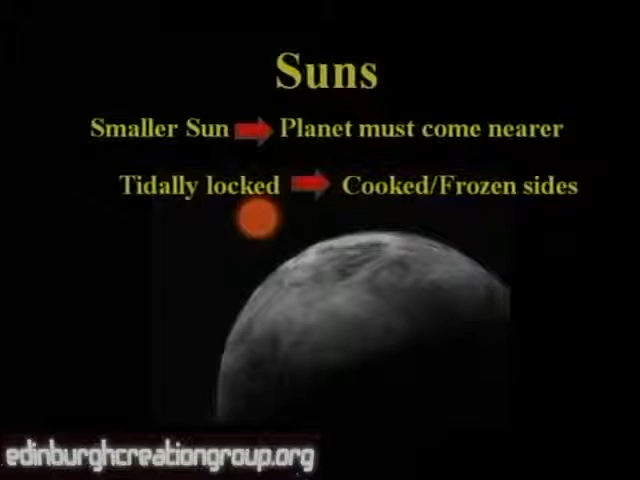 Suns
Smaller Sun Planet must come nearer
Tidally locked Cooked/Frozen sides
edinburghcreationgroup.org